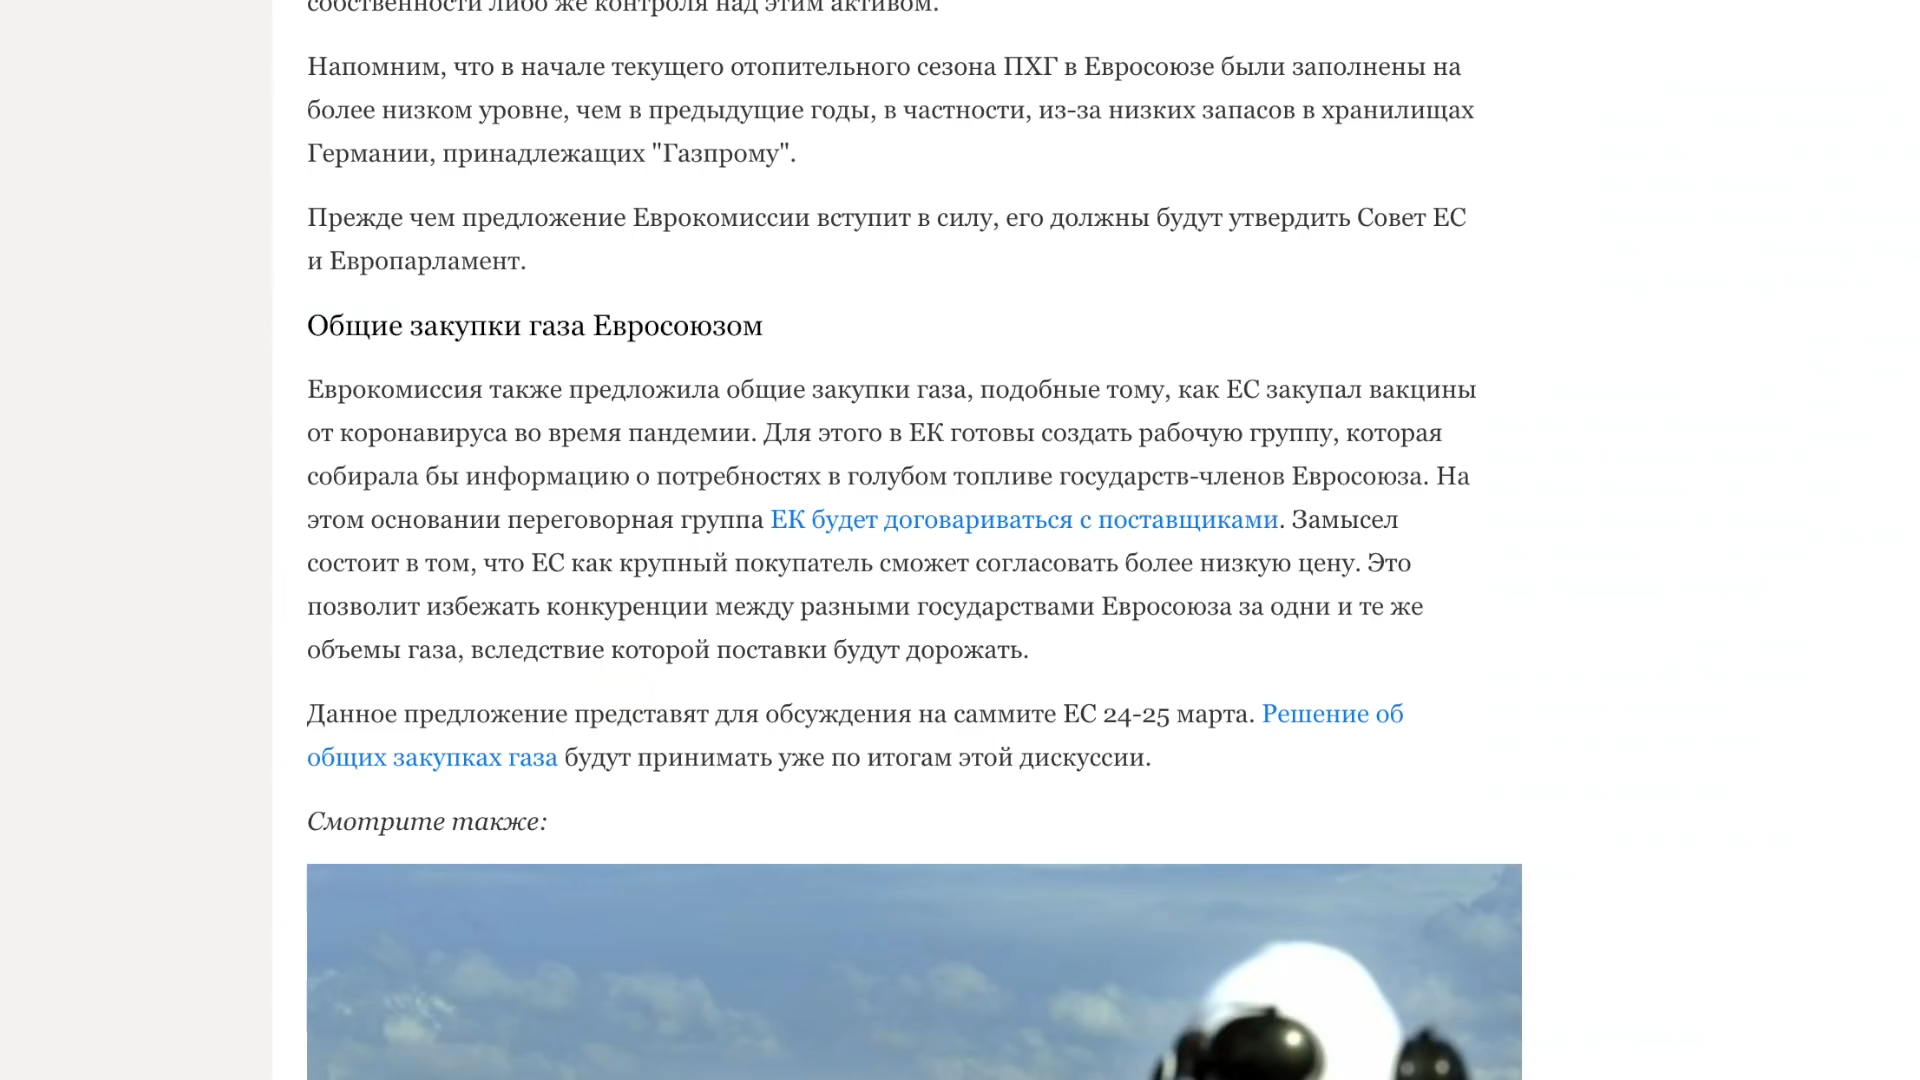 собственности либо же контроля над этим активом.
Напомним, что в начале текущего отопительного сезона ПХГ в Евросоюзе были заполнены на
более низком уровне, чем в предыдущие годы, в частности, из-за низких запасов в хранилищах
Германии, принадлежащих "Газпрому".
Прежде чем предложение Еврокомиссии вступит в силу, его должны будут утвердить Совет ЕС
и Европарламент.
Общие закупки газа Евросоюзом
Еврокомиссия также предложила общие закупки газа, подобные тому, как ЕС закупал вакцины
от коронавируса во время пандемии. Для этого в ЕК готовы создать рабочую группу, которая
собирала бы информацию о потребностях в голубом топливе государств-членов Евросоюза. На
этом основании переговорная группа ЕК будет договариваться с поставщиками. Замысел
состоит в том, что ЕС как крупный покупатель сможет согласовать более низкую цену. Это
позволит избежать конкуренции между разными государствами Евросоюза за одни и те же
объемы газа, вследствие которой поставки будут дорожать.
Данное предложение представят для обсуждения на саммите ЕС 24-25 марта. Решение об
общих закупках газа будут принимать уже по итогам этой дискуссии.
Смотрите также: